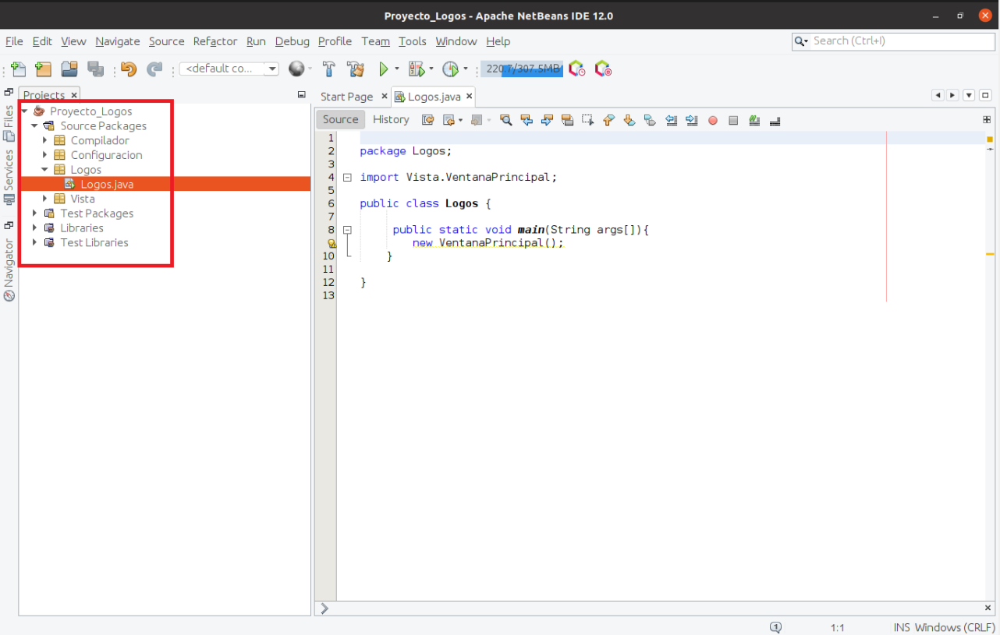 Proyecto_Logos - Apache NetBeans IDE 12.0
File Edit View Navigate Source Refactor Run Debug Profile Team Tools Window Help
Search (Ctrl+I)
<default co...
220.7/307.5MB
Projects
Start Page
Logos.java
Files
Services
Navigator
Proyecto_Logos
Source Packages
Compilador
Configuracion
Logos
Logos.java
Vista
Test Packages
Libraries
Test Libraries
Source History
1
2 package Logos;
3
4 import Vista.VentanaPrincipal;
5
6 public class Logos {
7
8 public static void main(String args[]){
new VentanaPrincipal();
10 }
11
12 }
13
1
1:1
INS Windows (CRLF)